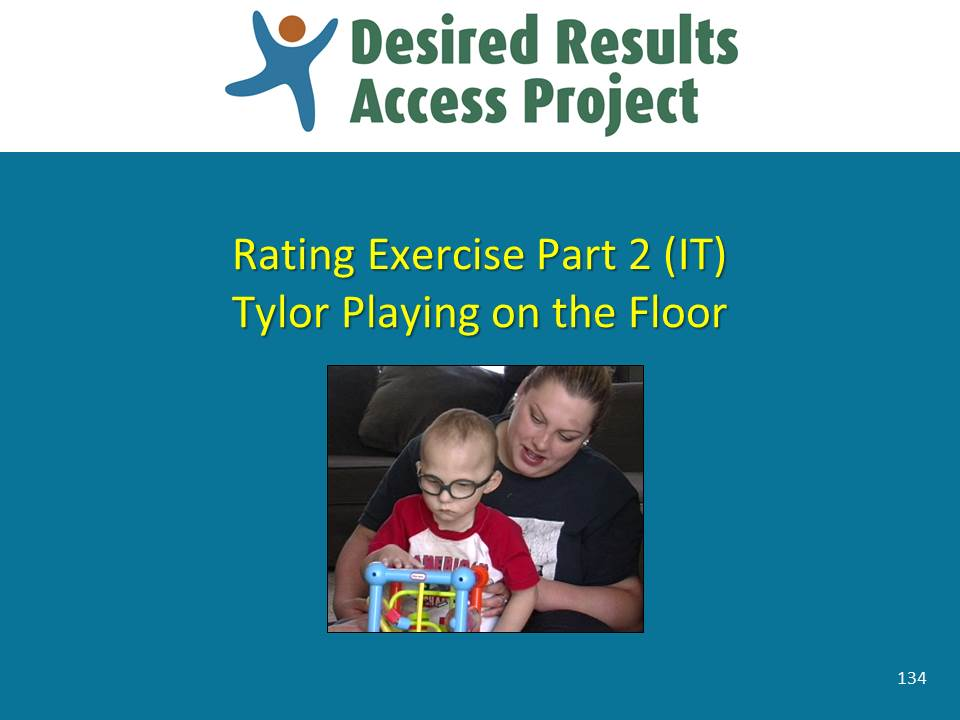 Desired Results
Access Project
Rating Exercise Part 2 (IT)
Tylor Playing on the Floor
134